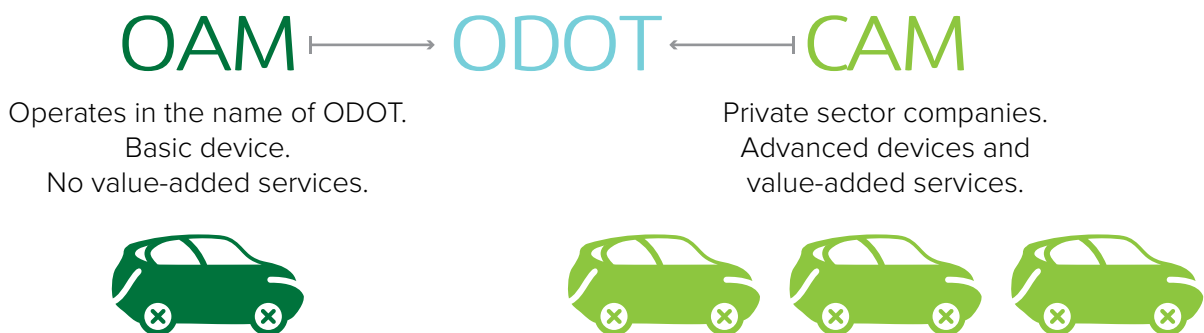 OAM ODOT CAM
Operates in the name of ODOT.
Basic device.
No value-added services.
Private sector companies.
Advanced devices and
value-added services.